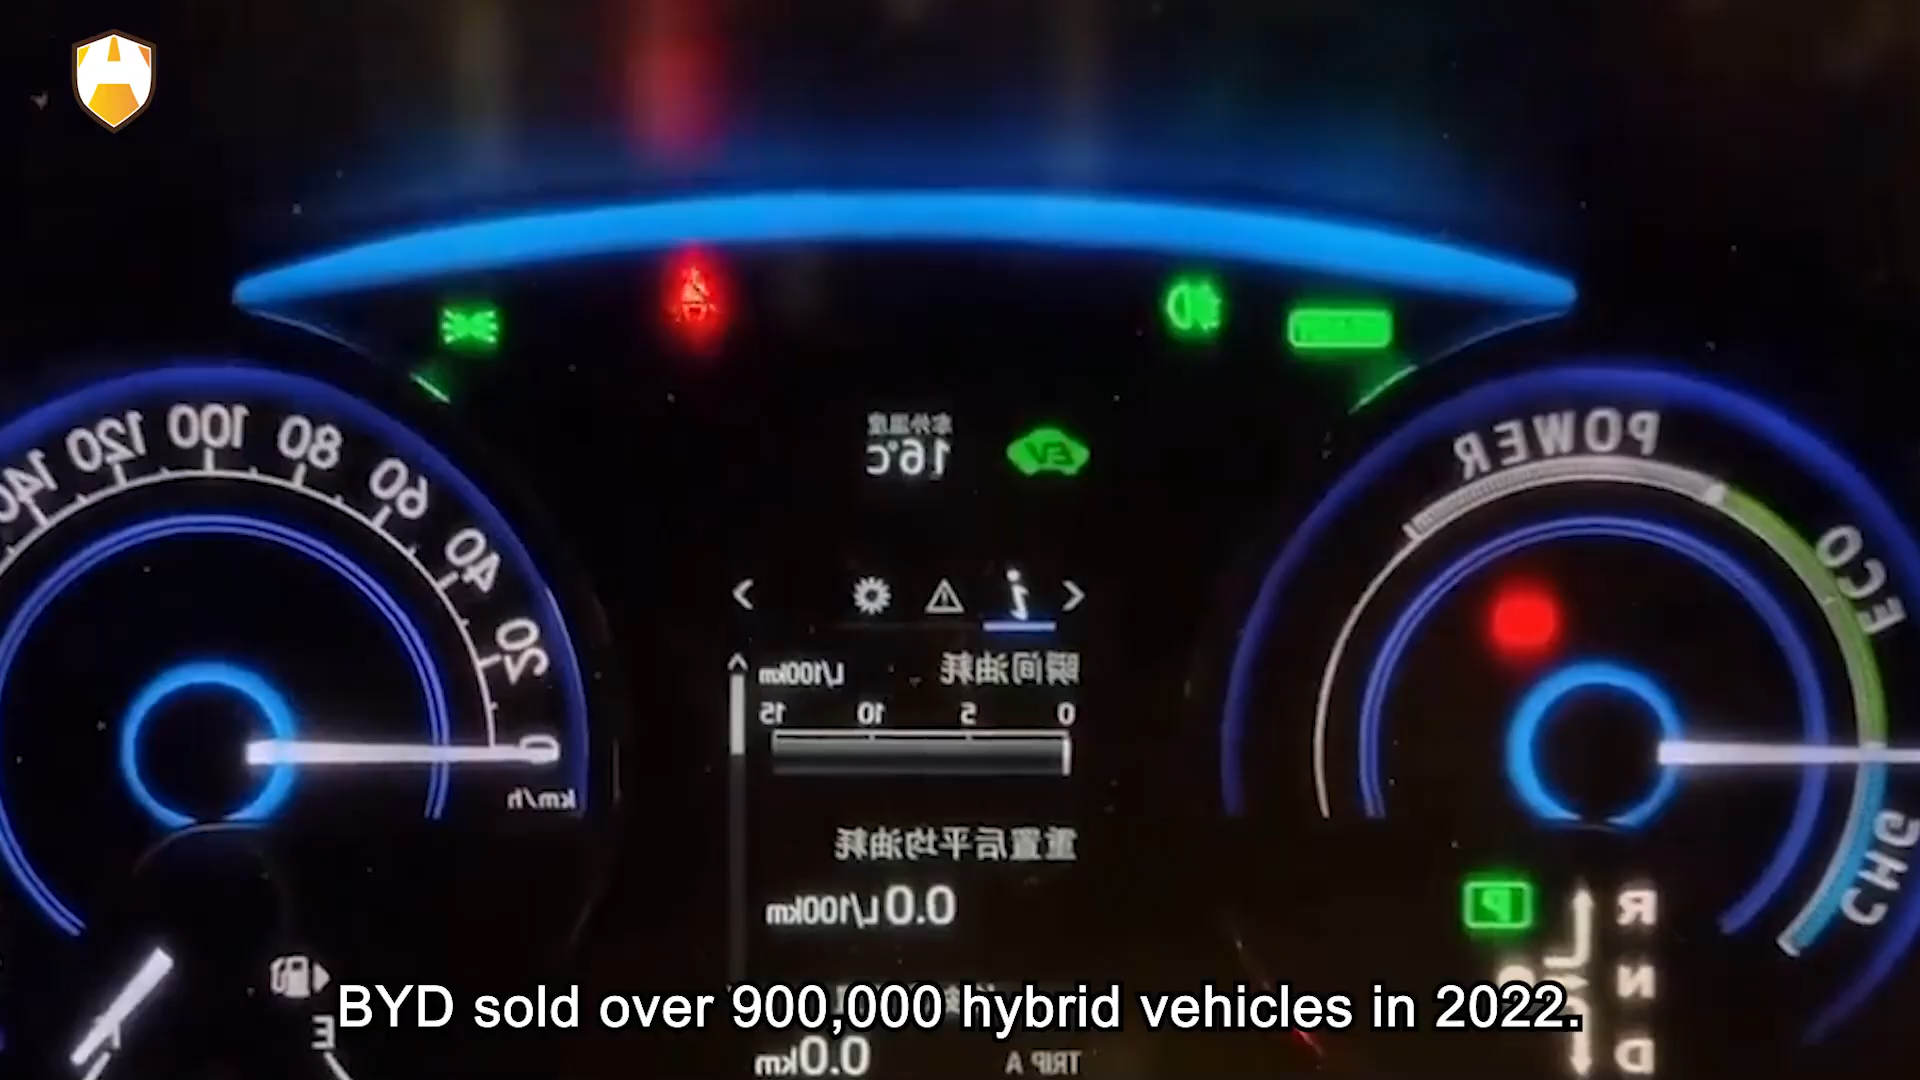 車外温度
16℃
EV
140 120 100 80 60 40 20 0
km/h
POWER
ECO
CHG
瞬间油耗 L/100km
0 5 10 15
重置后平均油耗
0.0 L/100km
P
R
N
D
E
BYD sold over 900,000 hybrid vehicles in 2022.
TRIP A 0.0km